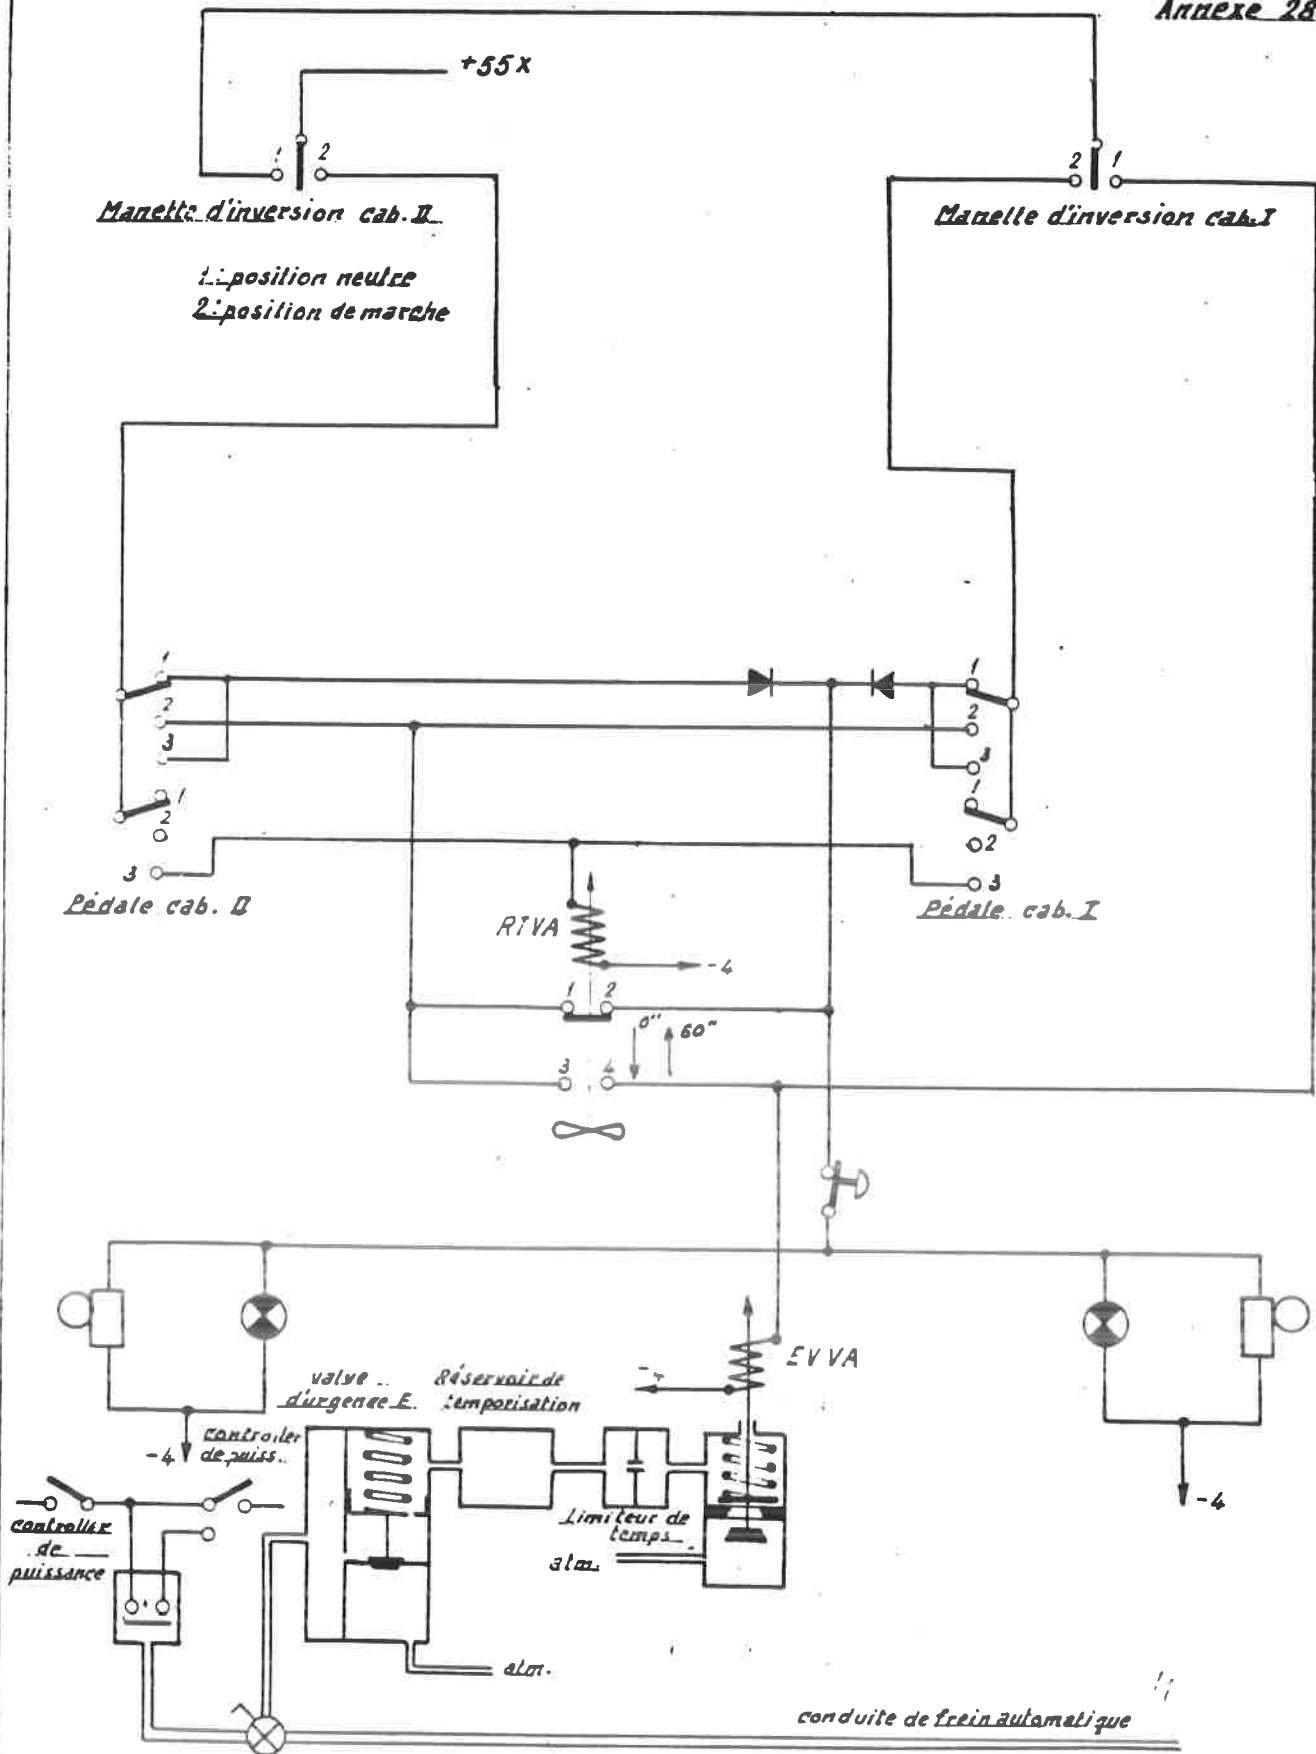 Annexe 28
+55x
1 2
2 1
Manette d'inversion cab. II
Manette d'inversion cab. I
1: position neutre
2: position de marche
1
2
3
1
2
3
1
2
3
1
2
3
Pédale cab. II
Pédale cab. I
RTVA
-4
1 2
0" 60"
3 4
EVVA
-4
valve d'urgence E.
Réservoir de temporisation
-4
controller de puiss.
-4
controller de puissance
Limiteur de temps
atm.
atm.
conduite de frein automatique